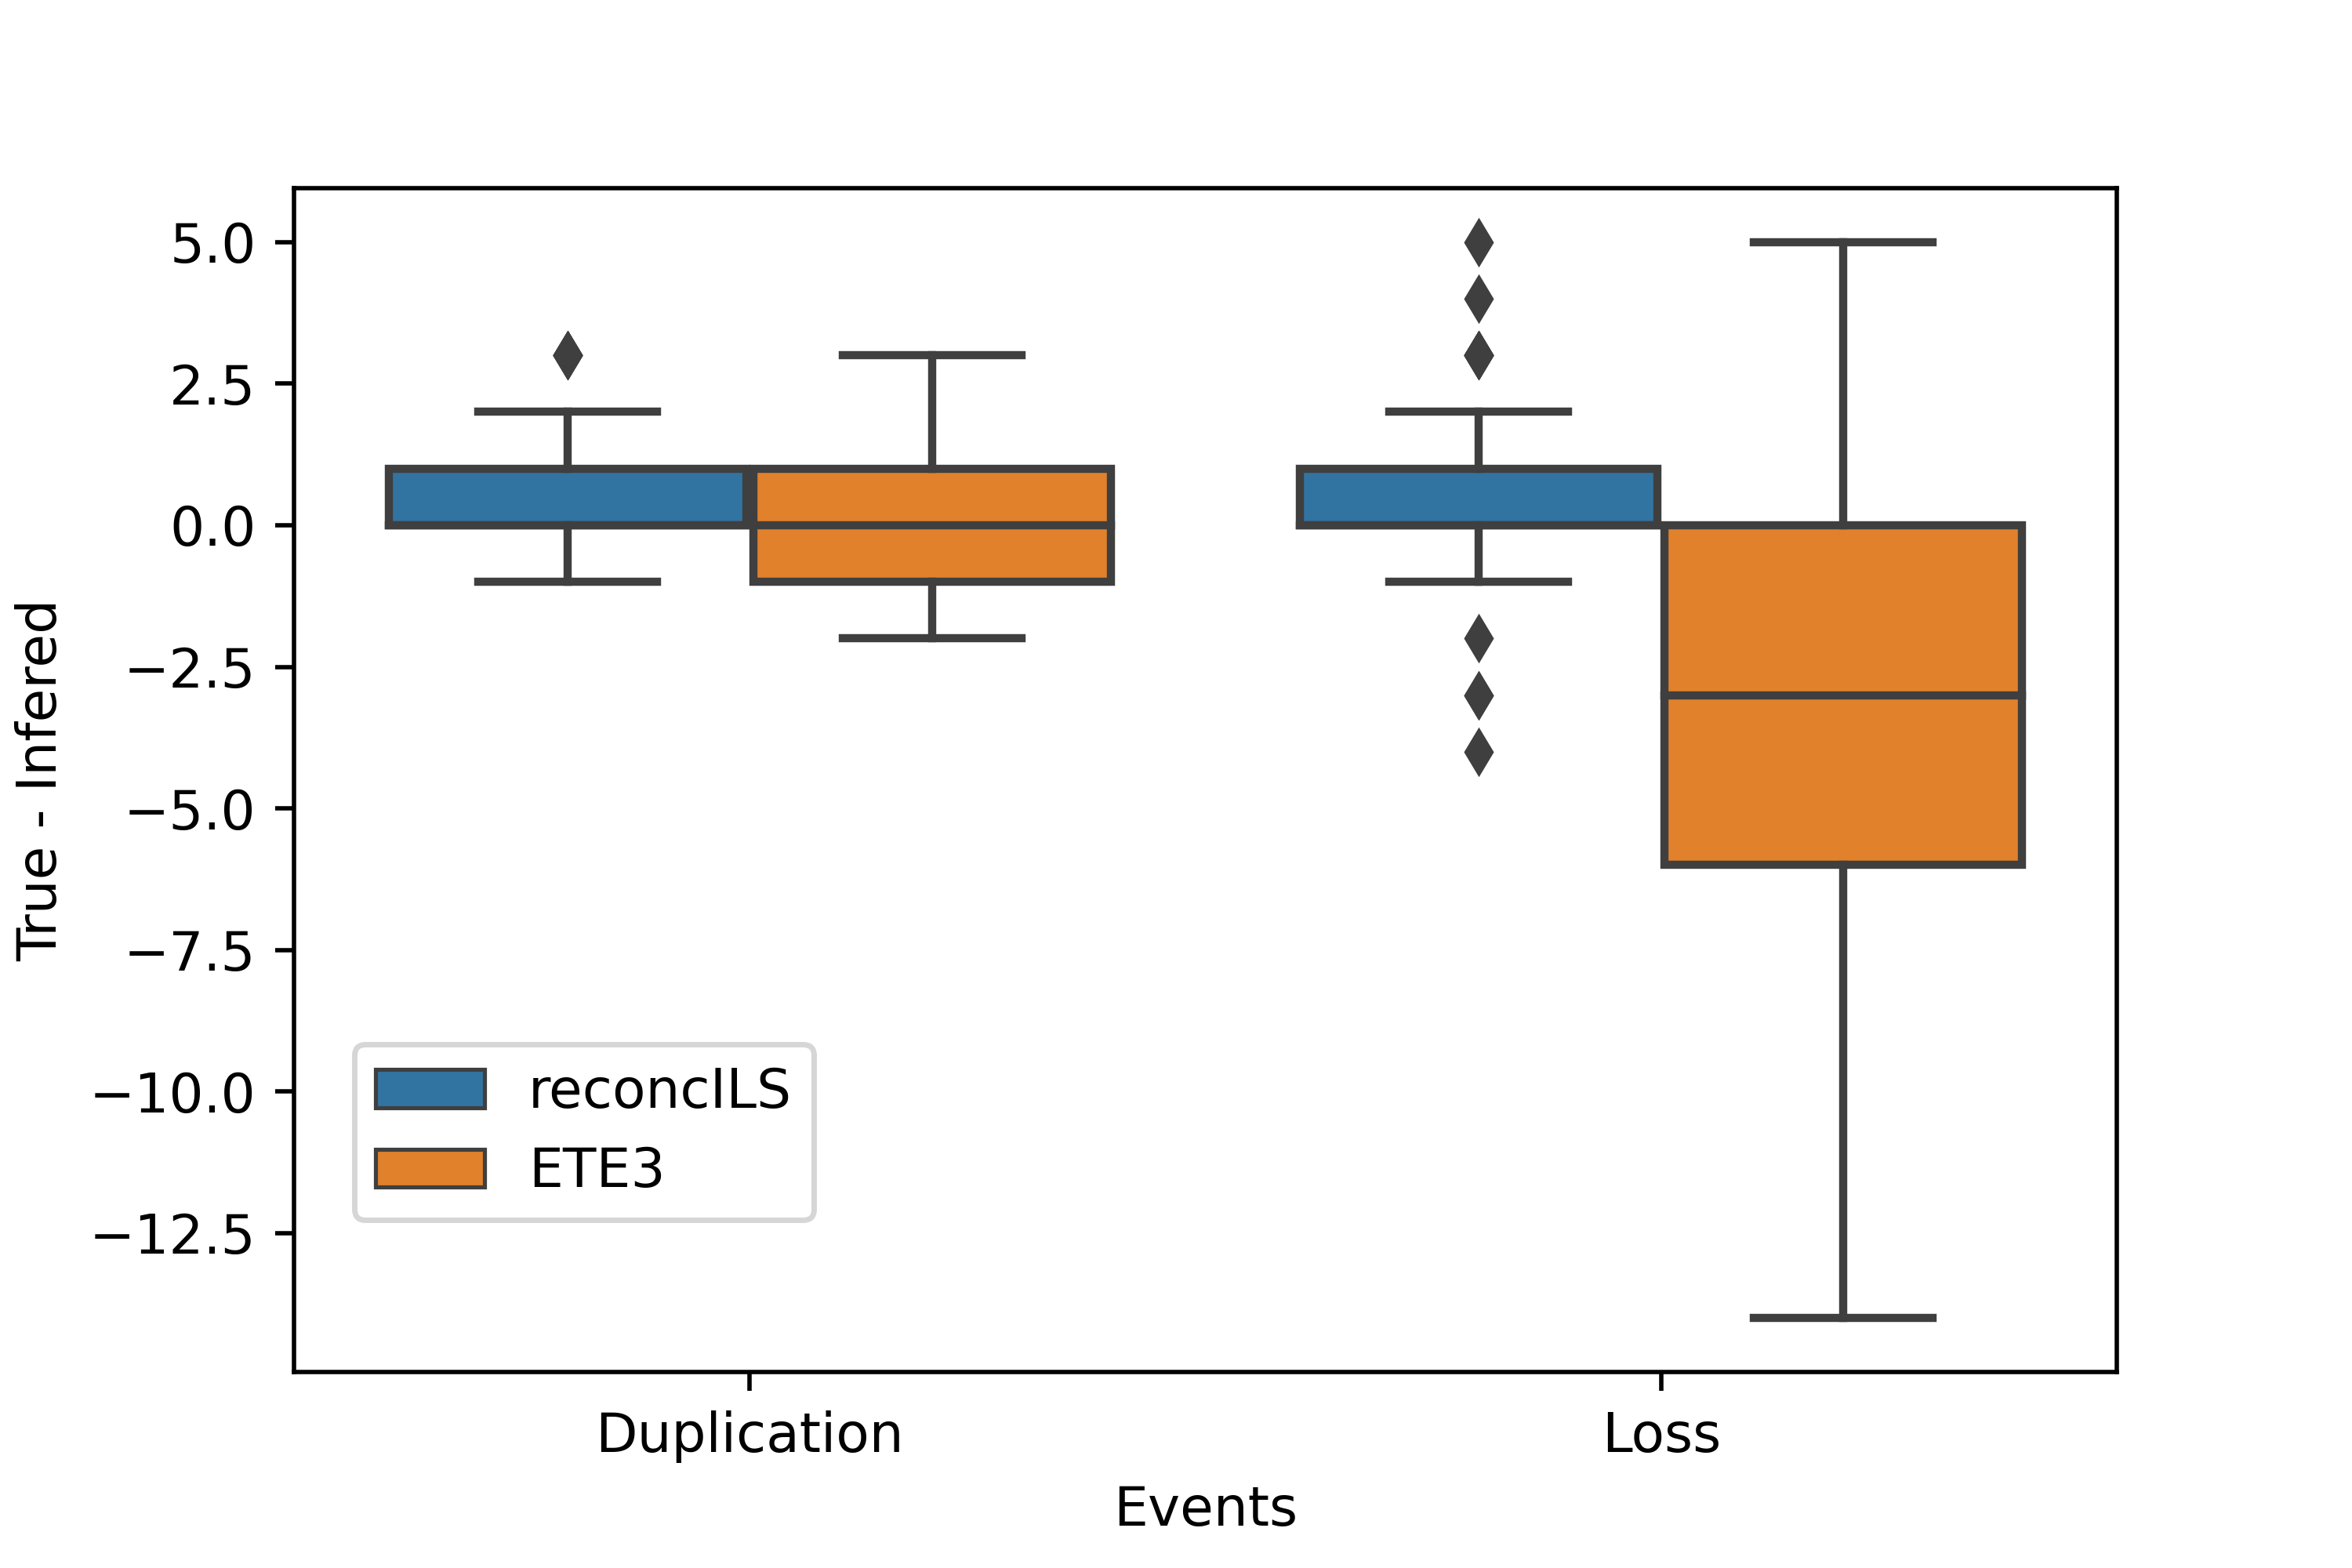 5.0
2.5
0.0
−2.5
−5.0
−7.5
−10.0
−12.5
True - Infered
reconcILS
ETE3
Duplication
Loss
Events